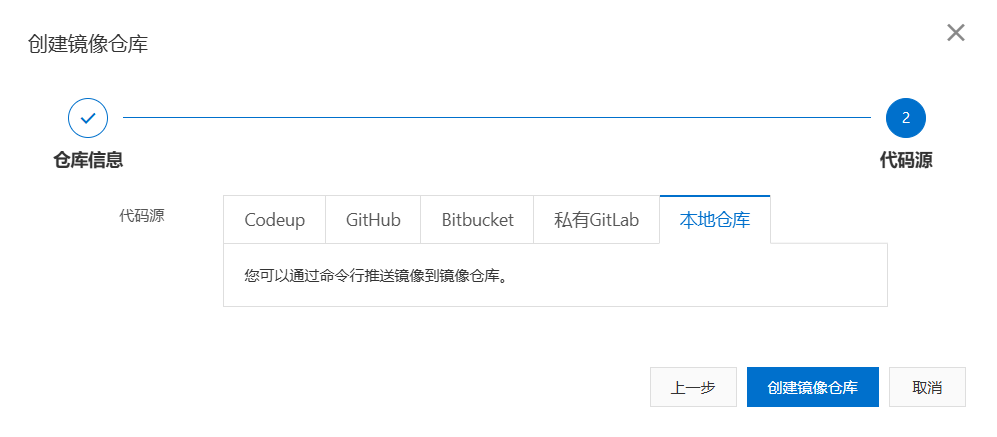 创建镜像仓库
2
仓库信息
代码源
代码源
Codeup
GitHub
Bitbucket
私有GitLab
本地仓库
您可以通过命令行推送镜像到镜像仓库。
上一步
创建镜像仓库
取消